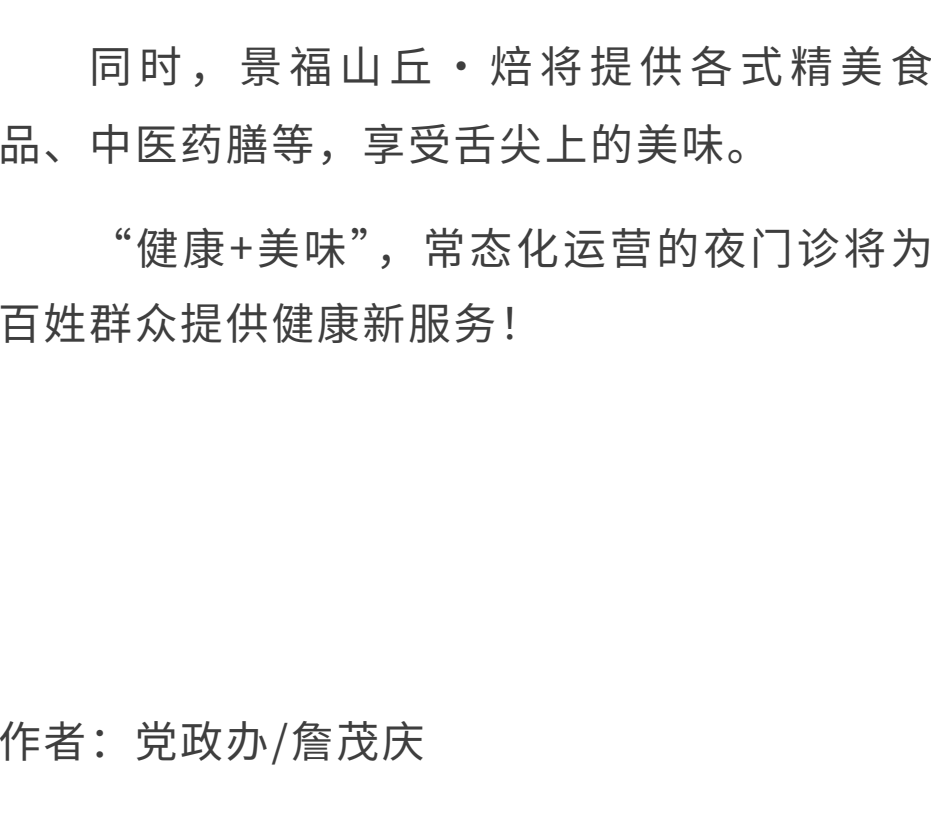 同时，景福山丘·焙将提供各式精美食
品、中医药膳等，享受舌尖上的美味。
“健康+美味”，常态化运营的夜门诊将为
百姓群众提供健康新服务！
作者：党政办/詹茂庆